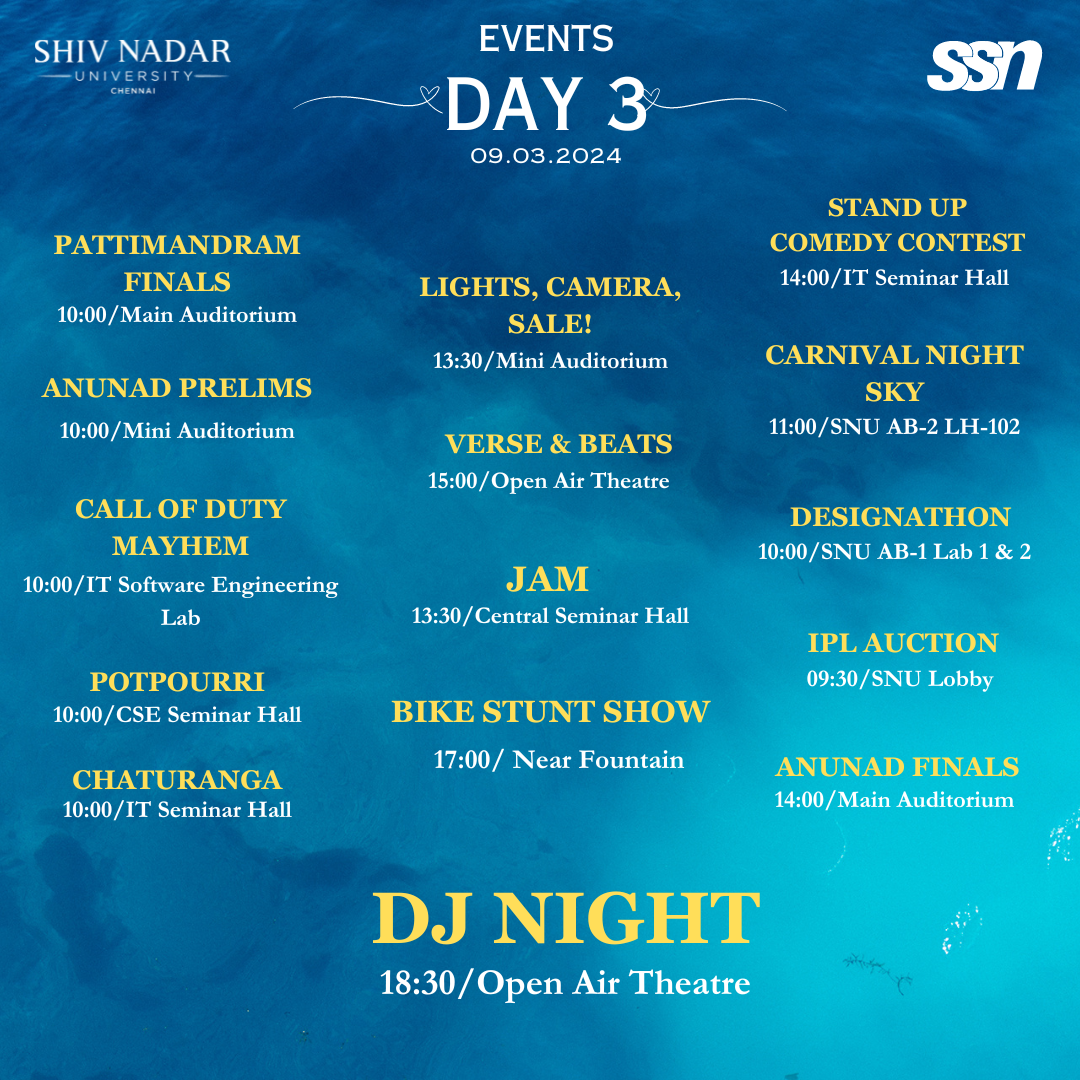 SHIV NADAR
UNIVERSITY
CHENNAI
EVENTS
DAY 3
09.03.2024
ssn
PATTIMANDRAM
FINALS
10:00/Main Auditorium
ANUNAD PRELIMS
10:00/Mini Auditorium
CALL OF DUTY
MAYHEM
10:00/IT Software Engineering
Lab
POTPOURRI
10:00/CSE Seminar Hall
CHATURANGA
10:00/IT Seminar Hall
LIGHTS, CAMERA,
SALE!
13:30/Mini Auditorium
VERSE & BEATS
15:00/Open Air Theatre
JAM
13:30/Central Seminar Hall
BIKE STUNT SHOW
17:00/ Near Fountain
STAND UP
COMEDY CONTEST
14:00/IT Seminar Hall
CARNIVAL NIGHT
SKY
11:00/SNU AB-2 LH-102
DESIGNATHON
10:00/SNU AB-1 Lab 1 & 2
IPL AUCTION
09:30/SNU Lobby
ANUNAD FINALS
14:00/Main Auditorium
DJ NIGHT
18:30/Open Air Theatre